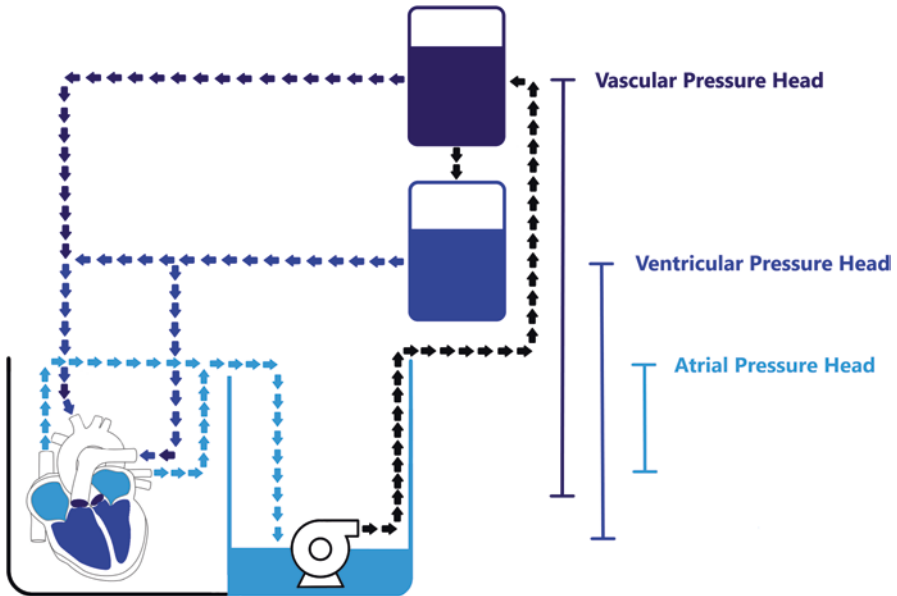 Vascular Pressure Head
Ventricular Pressure Head
Atrial Pressure Head